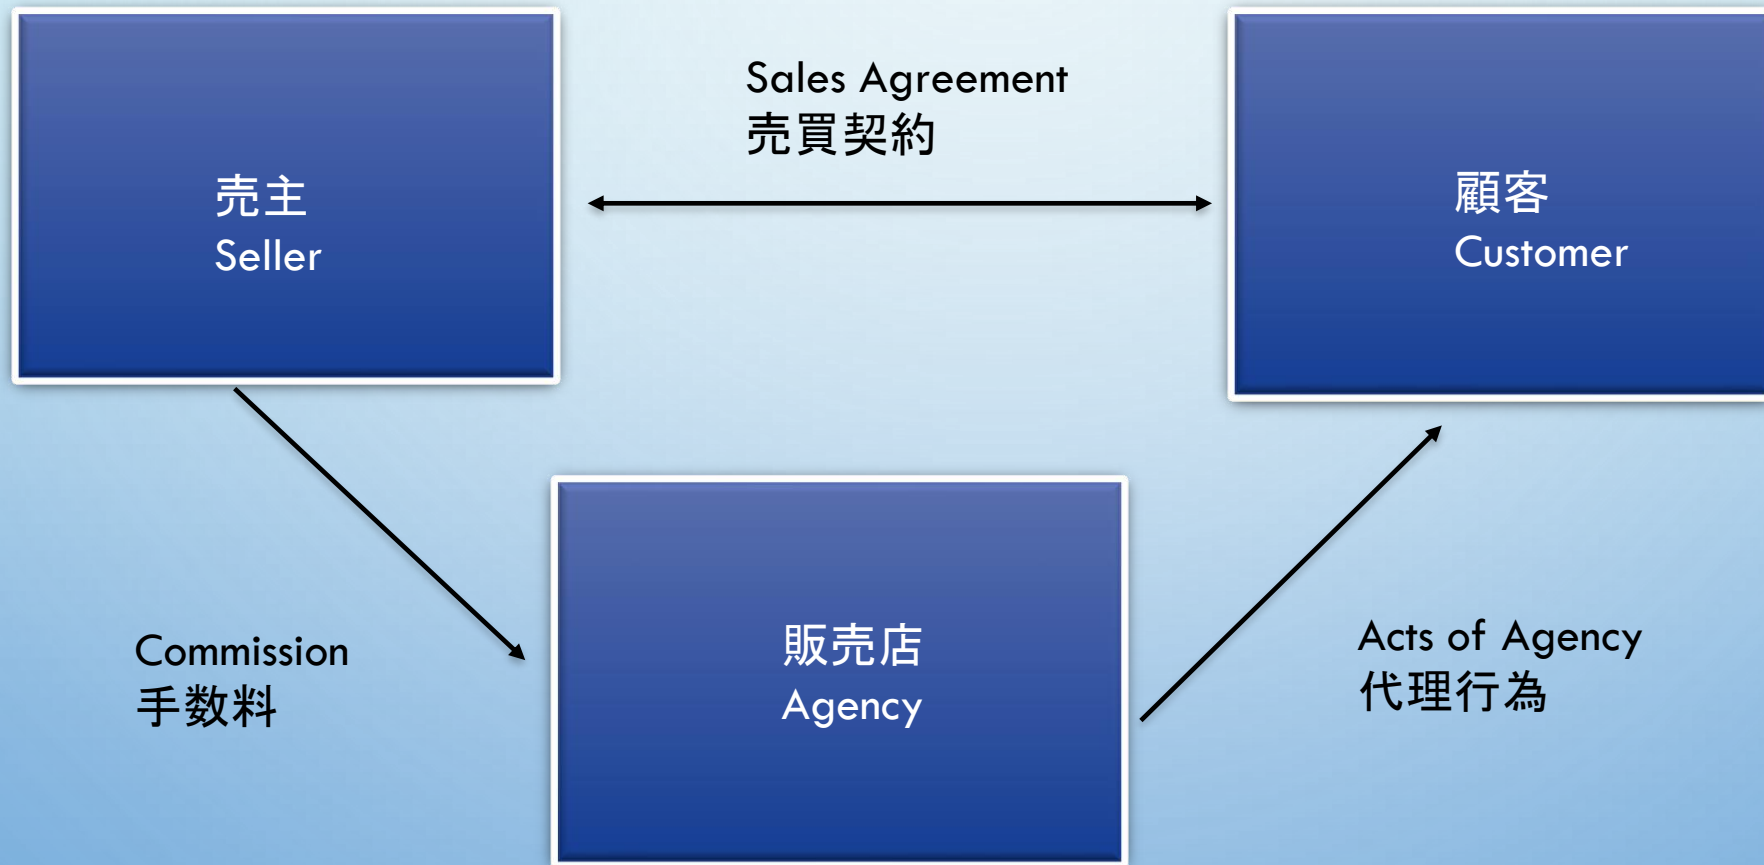 Sales Agreement
売買契約
売主
Seller
顧客
Customer
Commission
手数料
販売店
Agency
Acts of Agency
代理行為